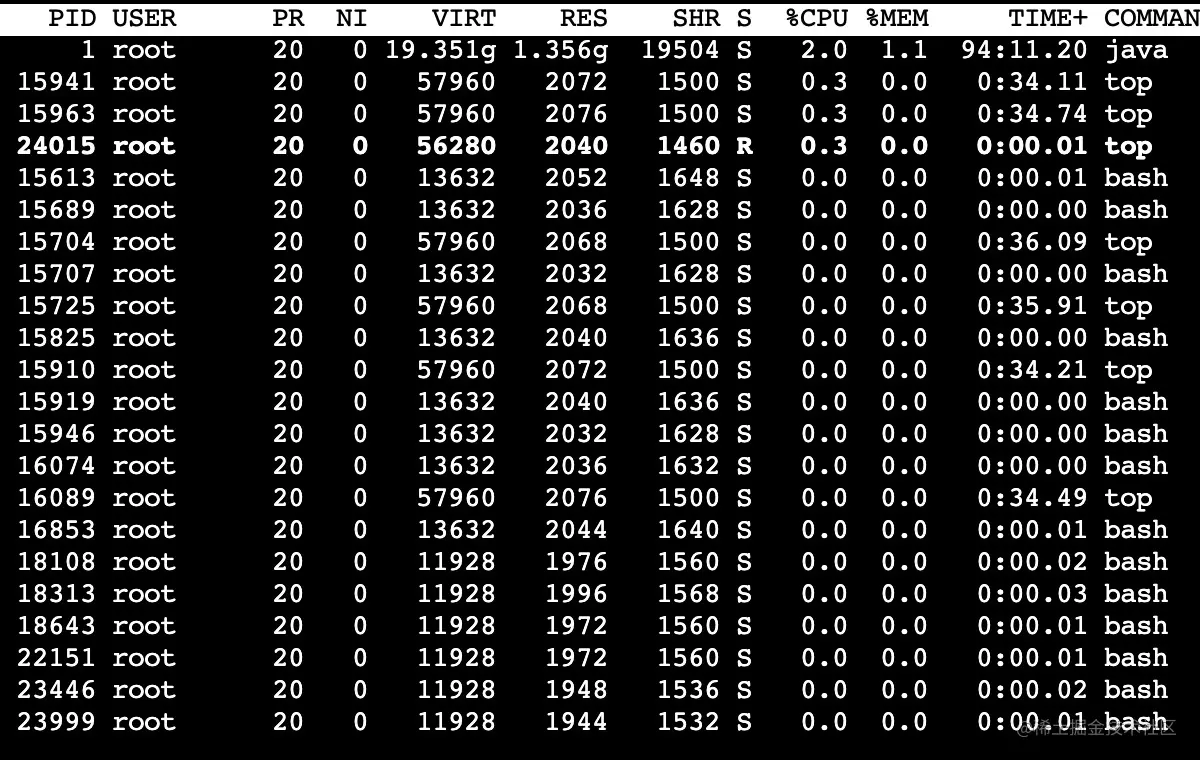 PID USER PR NI VIRT RES SHR S %CPU %MEM TIME+ COMMAN
1 root 20 0 19.351g 1.356g 19504 S 2.0 1.1 94:11.20 java
15941 root 20 0 57960 2072 1500 S 0.3 0.0 0:34.11 top
15963 root 20 0 57960 2076 1500 S 0.3 0.0 0:34.74 top
24015 root 20 0 56280 2040 1460 R 0.3 0.0 0:00.01 top
15613 root 20 0 13632 2052 1648 S 0.0 0.0 0:00.01 bash
15689 root 20 0 13632 2036 1628 S 0.0 0.0 0:00.00 bash
15704 root 20 0 57960 2068 1500 S 0.0 0.0 0:36.09 top
15707 root 20 0 13632 2032 1628 S 0.0 0.0 0:00.00 bash
15725 root 20 0 57960 2068 1500 S 0.0 0.0 0:35.91 top
15825 root 20 0 13632 2040 1636 S 0.0 0.0 0:00.00 bash
15910 root 20 0 57960 2072 1500 S 0.0 0.0 0:34.21 top
15919 root 20 0 13632 2040 1636 S 0.0 0.0 0:00.00 bash
15946 root 20 0 13632 2032 1628 S 0.0 0.0 0:00.00 bash
16074 root 20 0 13632 2036 1632 S 0.0 0.0 0:00.00 bash
16089 root 20 0 57960 2076 1500 S 0.0 0.0 0:34.49 top
16853 root 20 0 13632 2044 1640 S 0.0 0.0 0:00.01 bash
18108 root 20 0 11928 1976 1560 S 0.0 0.0 0:00.02 bash
18313 root 20 0 11928 1996 1568 S 0.0 0.0 0:00.03 bash
18643 root 20 0 11928 1972 1560 S 0.0 0.0 0:00.01 bash
22151 root 20 0 11928 1972 1560 S 0.0 0.0 0:00.01 bash
23446 root 20 0 11928 1948 1536 S 0.0 0.0 0:00.02 bash
23999 root 20 0 11928 1944 1532 S 0.0 0.0 0:00.01 bash
@稀土掘金技术社区